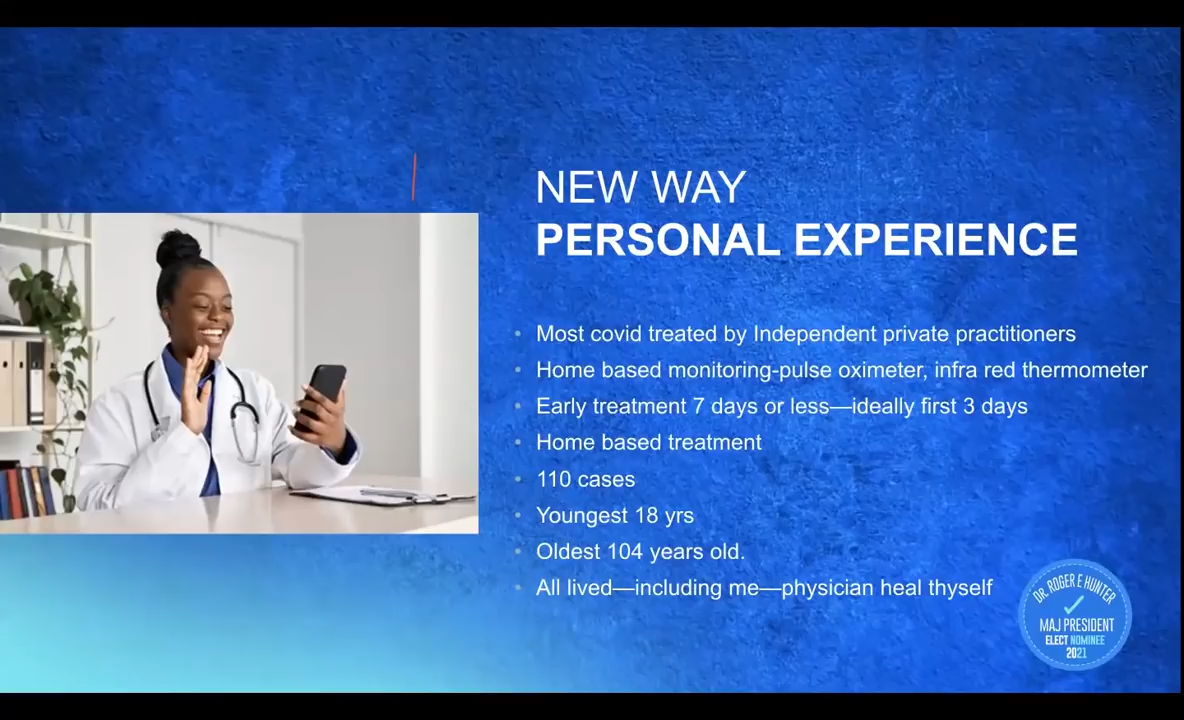 NEW WAY
PERSONAL EXPERIENCE
Most covid treated by Independent private practitioners
Home based monitoring-pulse oximeter, infra red thermometer
Early treatment 7 days or less—ideally first 3 days
Home based treatment
110 cases
Youngest 18 yrs
Oldest 104 years old.
All lived—including me—physician heal thyself
DR. ROGER E HUNTER
MAJ PRESIDENT
ELECT NOMINEE
2021